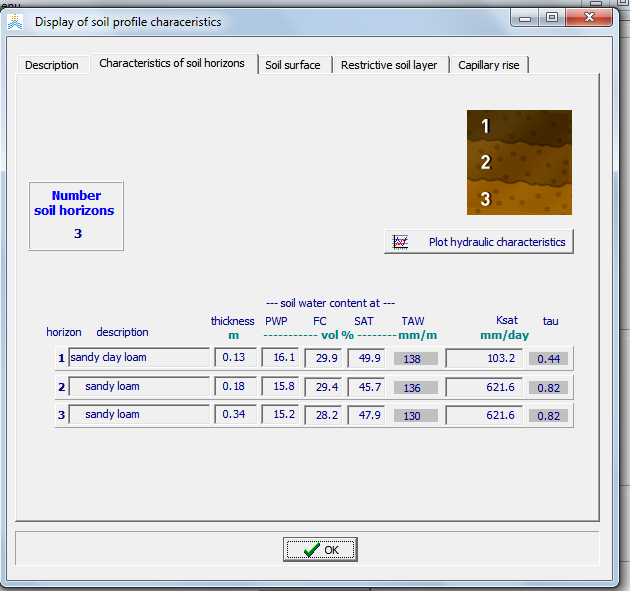 enu
Display of soil profile characeristics
Description Characteristics of soil horizons Soil surface Restrictive soil layer Capillary rise
1
2
3
Number
soil horizons
3
Plot hydraulic characteristics
--- soil water content at ---
thickness PWP FC SAT TAW Ksat tau
m ----------- vol % -------- mm/m mm/day
horizon description
1 sandy clay loam 0.13 16.1 29.9 49.9 138 103.2 0.44
2 sandy loam 0.18 15.8 29.4 45.7 136 621.6 0.82
3 sandy loam 0.34 15.2 28.2 47.9 130 621.6 0.82
OK